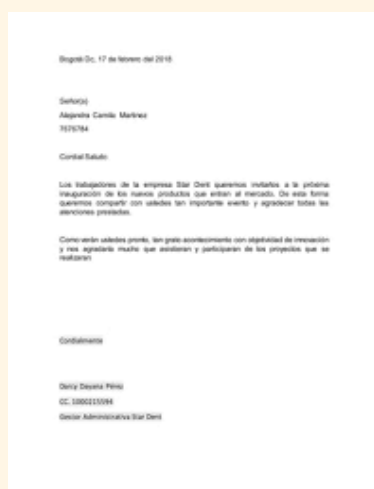 Bogotá Dc, 17 de febrero del 2018
Señor(a)
Alejandra Camila Martinez
7676784
Cordial Saludo
Los trabajadores de la empresa Star Dent queremos invitarlos a la próxima
inauguración de los nuevos productos que entran al mercado. De esta forma
queremos compartir con ustedes tan importante evento y agradecer todas las
atenciones prestadas.
Como verán ustedes pronto, tan grato acontecimiento con objetividad de innovación
y nos agradaría mucho que asistieran y participaran de los proyectos que se
realizaran
Cordialmente
Darcy Dayana Pérez
CC. 1000215594
Gestor Administrativa Star Dent